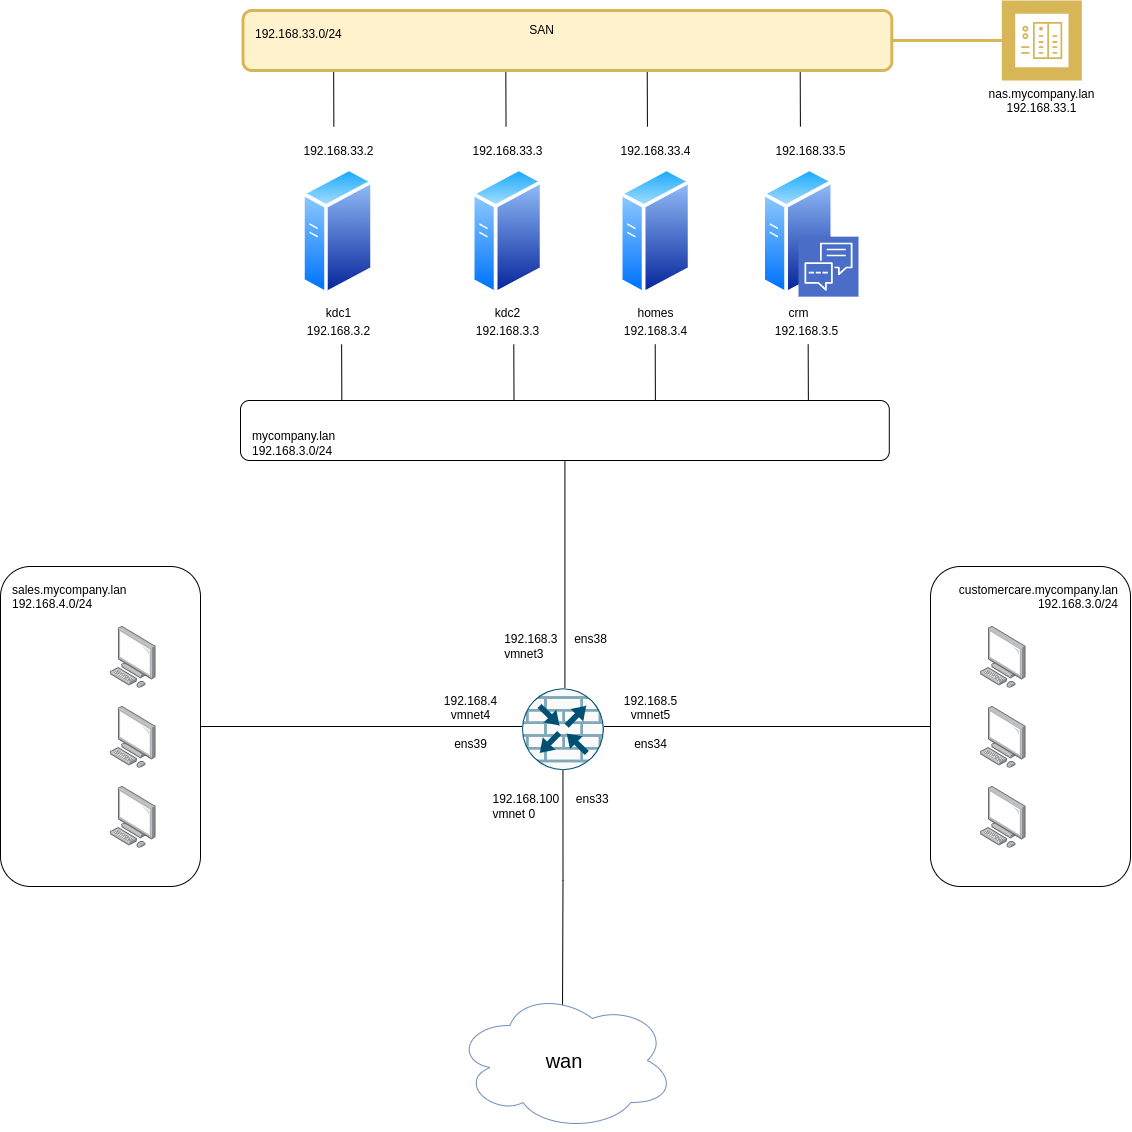 192.168.33.0/24
SAN
nas.mycompany.lan
192.168.33.1
192.168.33.2
192.168.33.3
192.168.33.4
192.168.33.5
kdc1
192.168.3.2
kdc2
192.168.3.3
homes
192.168.3.4
crm
192.168.3.5
mycompany.lan
192.168.3.0/24
sales.mycompany.lan
192.168.4.0/24
customercare.mycompany.lan
192.168.3.0/24
192.168.3
vmnet3
ens38
192.168.4
vmnet4
ens39
192.168.5
vmnet5
ens34
192.168.100
vmnet 0
ens33
wan